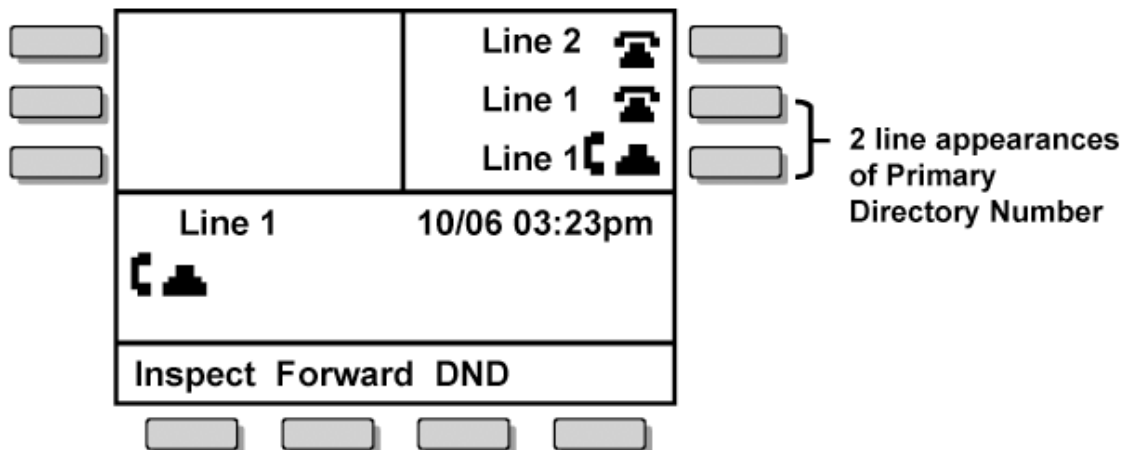 Line 2
Line 1
Line 1
2 line appearances
of Primary
Directory Number
Line 1 10/06 03:23pm
Inspect Forward DND